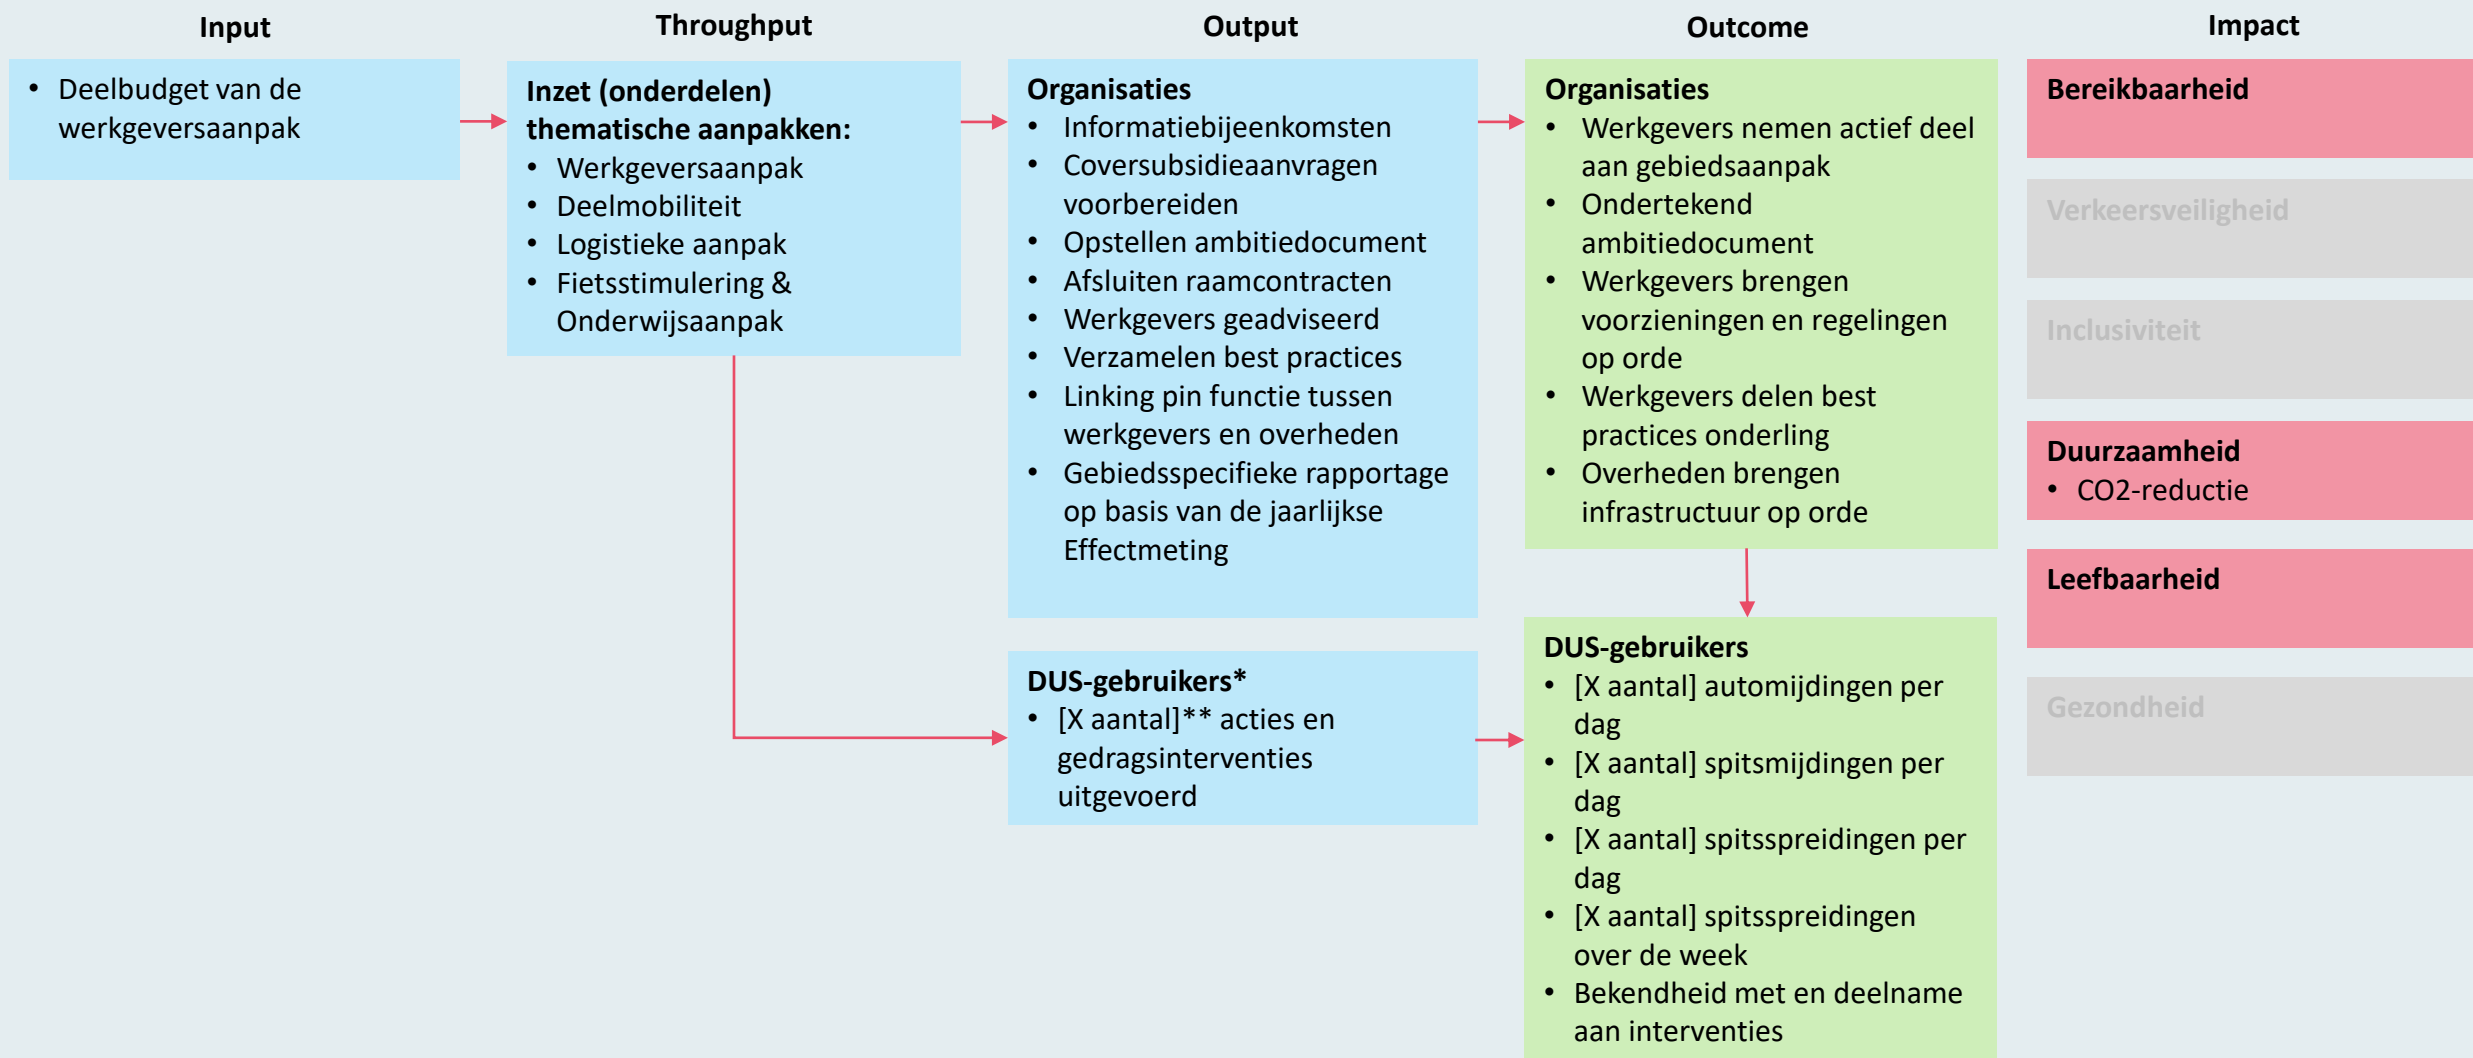 Input
Throughput
Output
Outcome
Impact
• Deelbudget van de
werkgeversaanpak
Inzet (onderdelen)
thematische aanpakken:
• Werkgeversaanpak
• Deelmobiliteit
• Logistieke aanpak
• Fietsstimulering &
Onderwijsaanpak
Organisaties
• Informatiebijeenkomsten
• Coversubsidieaanvragen
voorbereiden
• Opstellen ambitiedocument
• Afsluiten raamcontracten
• Werkgevers geadviseerd
• Verzamelen best practices
• Linking pin functie tussen
werkgevers en overheden
• Gebiedsspecifieke rapportage
op basis van de jaarlijkse
Effectmeting
DUS-gebruikers*
• [X aantal]** acties en
gedragsinterventies
uitgevoerd
Organisaties
• Werkgevers nemen actief deel
aan gebiedsaanpak
• Ondertekend
ambitiedocument
• Werkgevers brengen
voorzieningen en regelingen
op orde
• Werkgevers delen best
practices onderling
• Overheden brengen
infrastructuur op orde
DUS-gebruikers
• [X aantal] automijdingen per
dag
• [X aantal] spitsmijdingen per
dag
• [X aantal] spitsspreidingen per
dag
• [X aantal] spitsspreidingen
over de week
• Bekendheid met en deelname
aan interventies
Bereikbaarheid
Verkeersveiligheid
Inclusiviteit
Duurzaamheid
• CO2-reductie
Leefbaarheid
Gezondheid